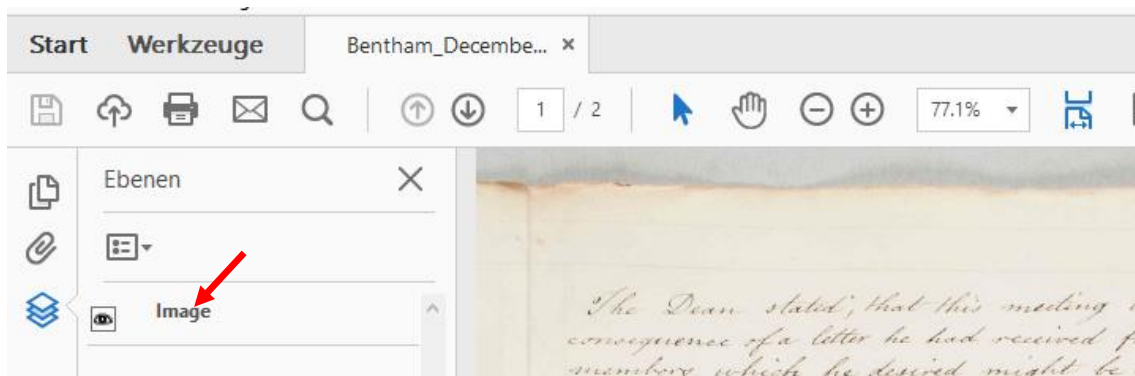 Start Werkzeuge Bentham_Decembe... ×
1 / 2 77.1%
Ebenen
Image
The Dean stated, that this meeting
consequence of a letter he had received
members which he desired might be